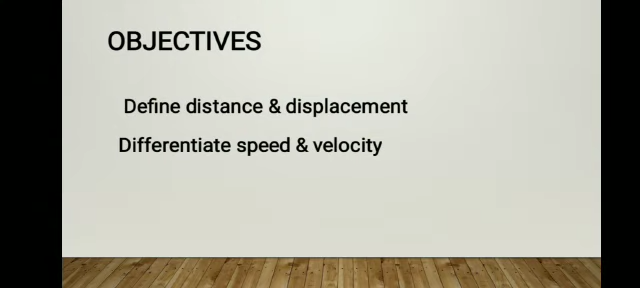 OBJECTIVES
Define distance & displacement
Differentiate speed & velocity